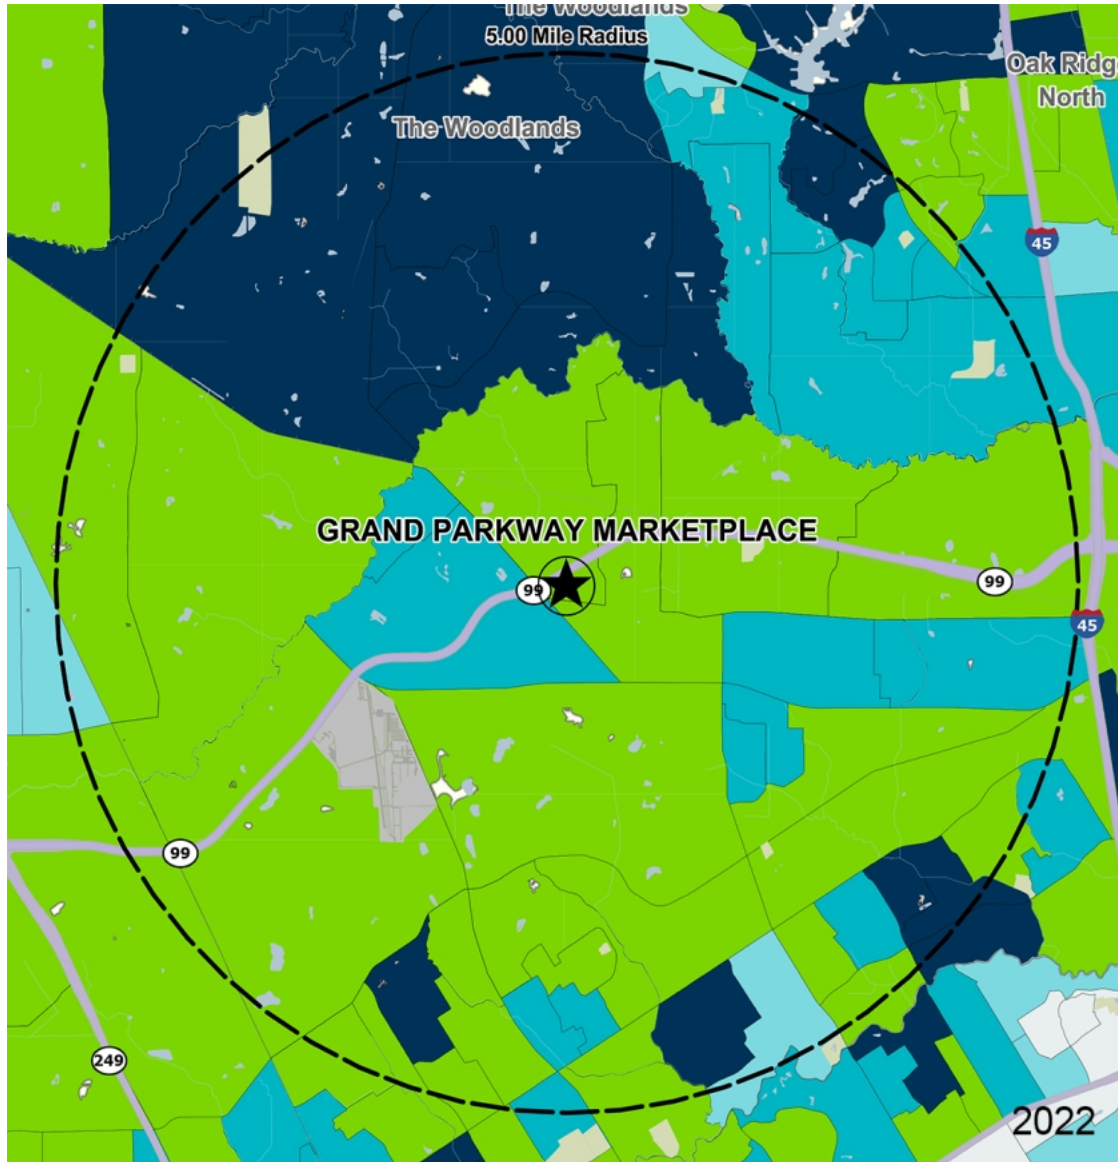 The Woodlands
5.00 Mile Radius
Oak Ridg
North
The Woodlands
45
GRAND PARKWAY MARKETPLACE
99
99
45
99
249
2022